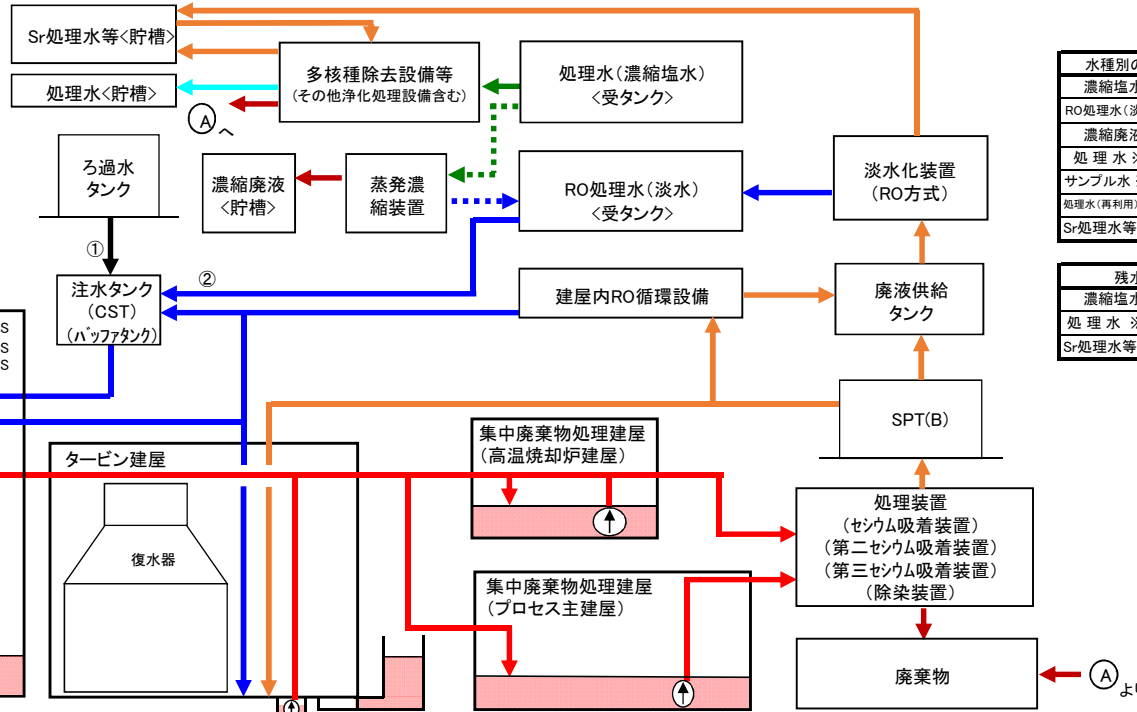 Sr処理水等<貯槽>
処理水<貯槽>
多核種除去設備等
(その他浄化処理設備含む)
処理水(濃縮塩水)
<受タンク>
Ⓐへ
ろ過水
タンク
濃縮廃液
<貯槽>
蒸発濃
縮装置
RO処理水(淡水)
<受タンク>
淡水化装置
(RO方式)
①
②
注水タンク
(CST)
(バッファタンク)
建屋内RO循環設備
廃液供給
タンク
SPT(B)
S
S
S
タービン建屋
復水器
集中廃棄物処理建屋
(高温焼却炉建屋)
処理装置
(セシウム吸着装置)
(第二セシウム吸着装置)
(第三セシウム吸着装置)
(除染装置)
集中廃棄物処理建屋
(プロセス主建屋)
廃棄物
Ⓐより
水種別の
濃縮塩水
RO処理水(淡
濃縮廃液
処 理 水 ※
サンプル水 ※
処理水(再利用)
Sr処理水等
残水
濃縮塩水
処 理 水 ※
Sr処理水等